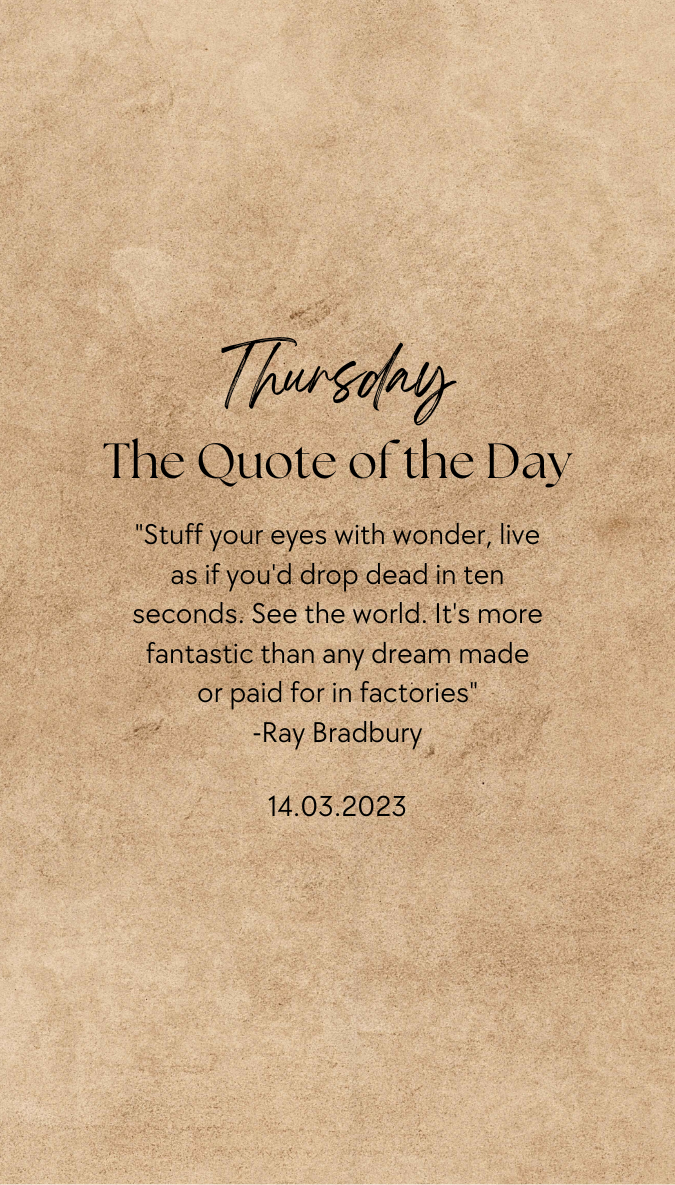 Thursday
The Quote of the Day
"Stuff your eyes with wonder, live
as if you'd drop dead in ten
seconds. See the world. It's more
fantastic than any dream made
or paid for in factories"
-Ray Bradbury
14.03.2023